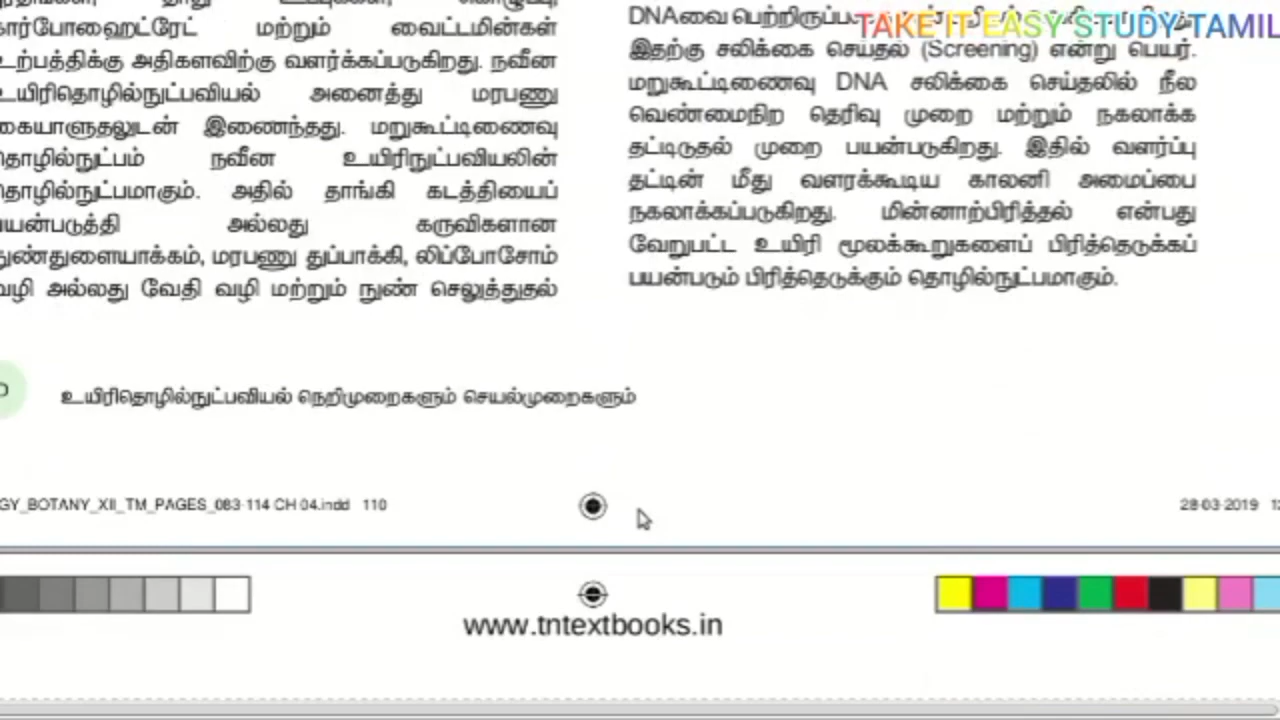 கார்போஹைட்ரேட் மற்றும் வைட்டமின்கள்
உற்பத்திக்கு அதிகளவிற்கு வளர்க்கப்படுகிறது. நவீன
உயிரிதொழில்நுட்பவியல் அனைத்து மரபணு
கையாளுதலுடன் இணைந்தது. மறுகூட்டிணைவு
தொழில்நுட்பம் நவீன உயிரிநுட்பவியலின்
தொழில்நுட்பமாகும். அதில் தாங்கி கடத்தியைப்
பயன்படுத்தி அல்லது கருவிகளான
நுண்துளையாக்கம், மரபணு துப்பாக்கி, லிப்போசோம்
வழி அல்லது வேதி வழி மற்றும் நுண் செலுத்துதல்
DNAவை
TAKE IT EASY STUDY TAMIL
இதற்கு சலிக்கை செய்தல் (Screening) என்று பெயர்.
மறுகூட்டிணைவு DNA சலிக்கை செய்தலில் நீல
வெண்மைநிற தெரிவு முறை மற்றும் நகலாக்க
தட்டிடுதல் முறை பயன்படுகிறது. இதில் வளர்ப்பு
தட்டின் மீது வளரக்கூடிய காலனி அமைப்பை
நகலாக்கப்படுகிறது. மின்னாற்பிரித்தல் என்பது
வேறுபட்ட உயிரி மூலக்கூறுகளைப் பிரித்தெடுக்கப்
பயன்படும் பிரித்தெடுக்கும் தொழில்நுட்பமாகும்.
உயிரிதொழில்நுட்பவியல் நெறிமுறைகளும் செயல்முறைகளும்
GY_BOTANY_XII_TM_PAGES_083-114 CH 04.indd 110
28-03-2019
www.tntextbooks.in